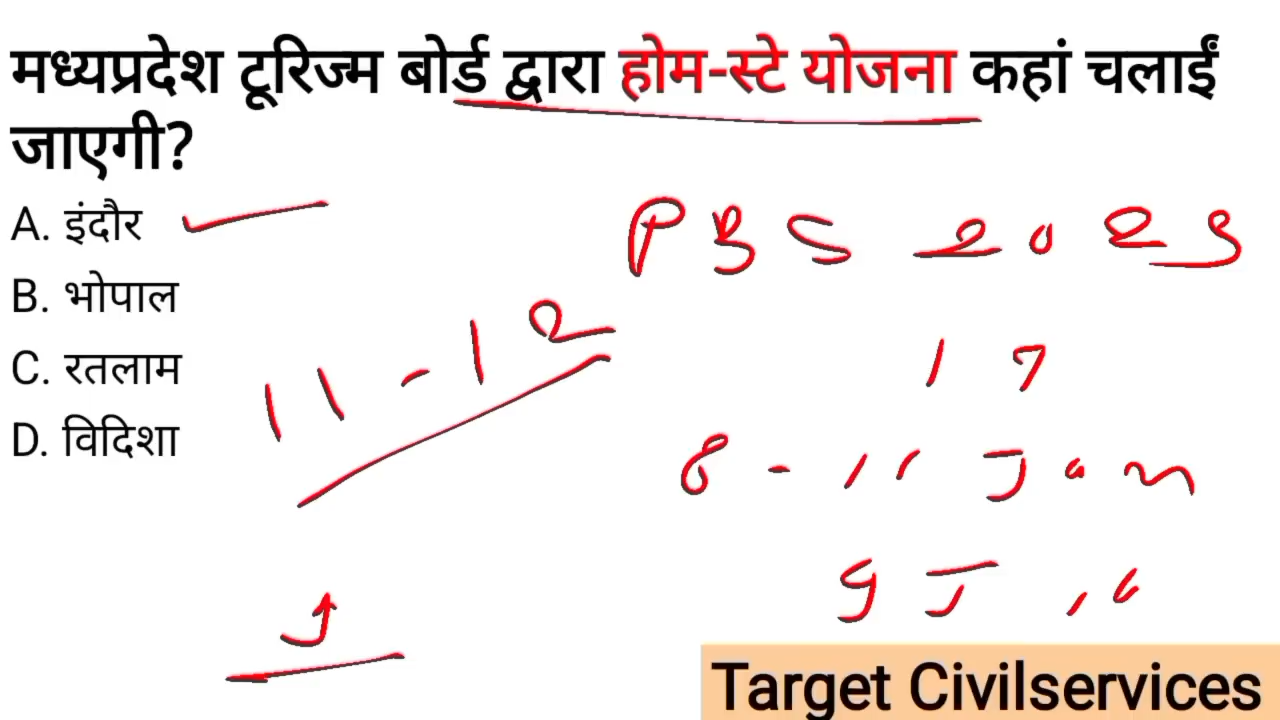 मध्यप्रदेश टूरिज्म बोर्ड द्वारा होम-स्टे योजना कहां चलाईं
जाएगी?
A. इंदौर
B. भोपाल
C. रतलाम
D. विदिशा
PBS 2023
11-12
17
8-11 Jan
Target Civilservices